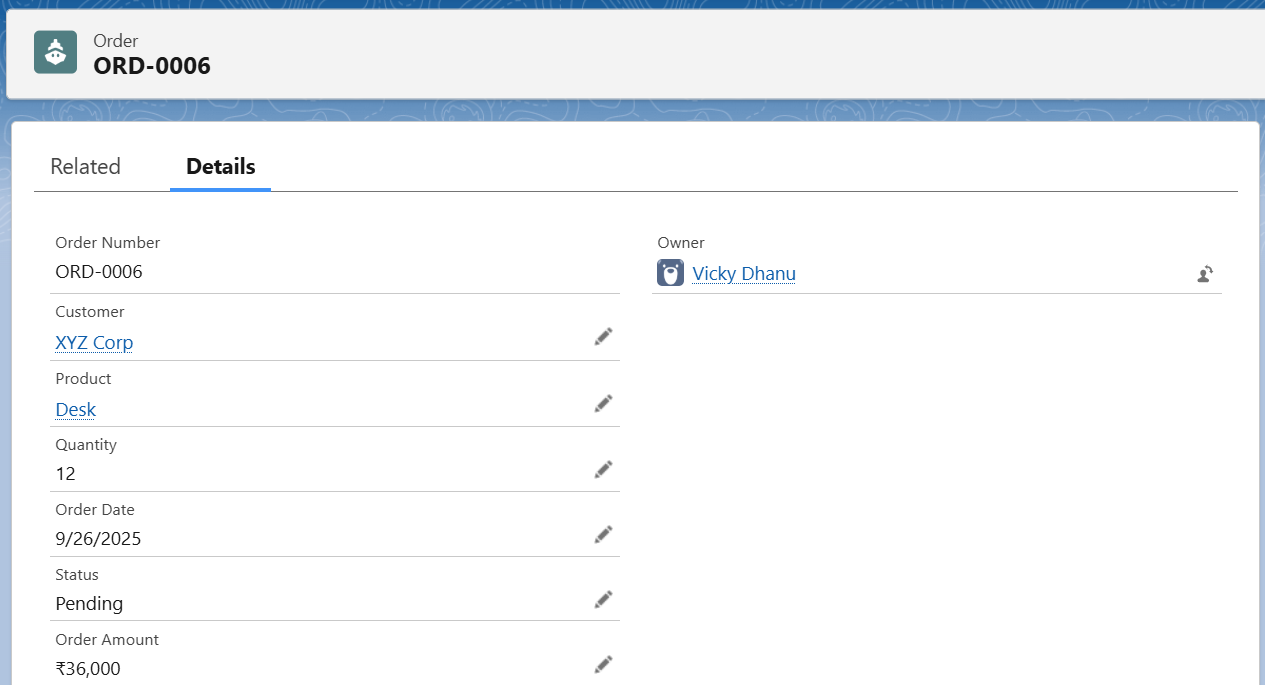 Order
ORD-0006
Related
Details
Order Number
ORD-0006
Owner
Vicky Dhanu
Customer
XYZ Corp
Product
Desk
Quantity
12
Order Date
9/26/2025
Status
Pending
Order Amount
₹36,000